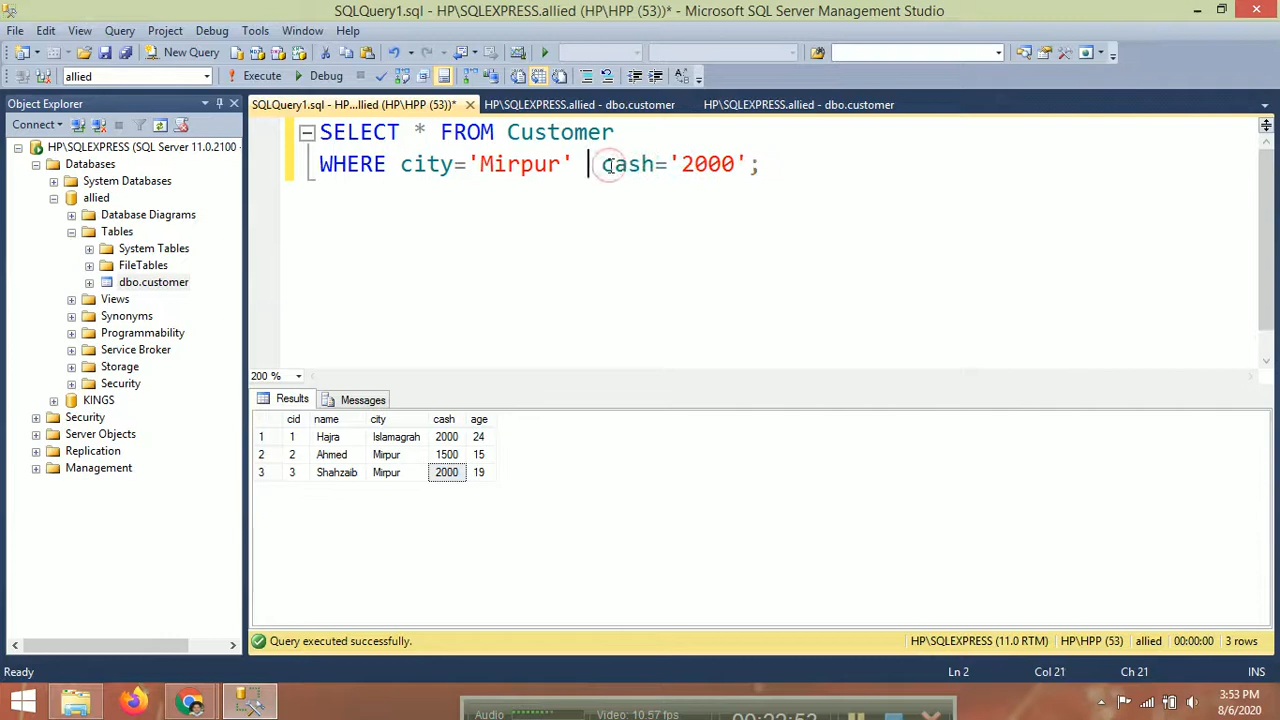 SQLQuery1.sql - HP\SQLEXPRESS.allied (HP\HPP (53))* - Microsoft SQL Server Management Studio
File Edit View Query Project Debug Tools Window Help
New Query
allied Execute Debug
Object Explorer
SQLQuery1.sql - HP...llied (HP\HPP (53))* HP\SQLEXPRESS.allied - dbo.customer HP\SQLEXPRESS.allied - dbo.customer
Connect
HP\SQLEXPRESS (SQL Server 11.0.2100
Databases
System Databases
allied
Database Diagrams
Tables
System Tables
FileTables
dbo.customer
Views
Synonyms
Programmability
Service Broker
Storage
Security
KINGS
Security
Server Objects
Replication
Management
SELECT * FROM Customer
WHERE city='Mirpur' cash='2000';
200 %
Results Messages
cid name city cash age
1 1 Hajra Islamagrah 2000 24
2 2 Ahmed Mirpur 1500 15
3 3 Shahzaib Mirpur 2000 19
Query executed successfully. HP\SQLEXPRESS (11.0 RTM) HP\HPP (53) allied 00:00:00 3 rows
Ready Ln 2 Col 21 Ch 21 INS
3:53 PM
8/6/2020
Audio Video: 10.57 fps